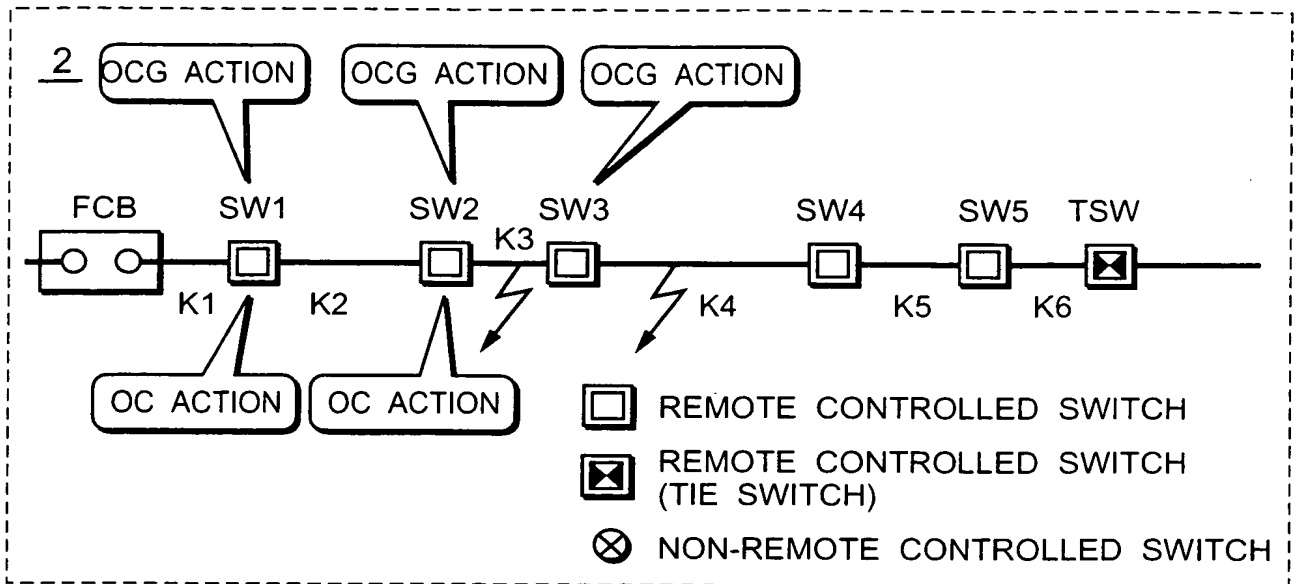 2
OCG ACTION
OCG ACTION
OCG ACTION
FCB
SW1
SW2
SW3
SW4
SW5
TSW
K3
K1
K2
K4
K5
K6
OC ACTION
OC ACTION
REMOTE CONTROLLED SWITCH
REMOTE CONTROLLED SWITCH
(TIE SWITCH)
NON-REMOTE CONTROLLED SWITCH